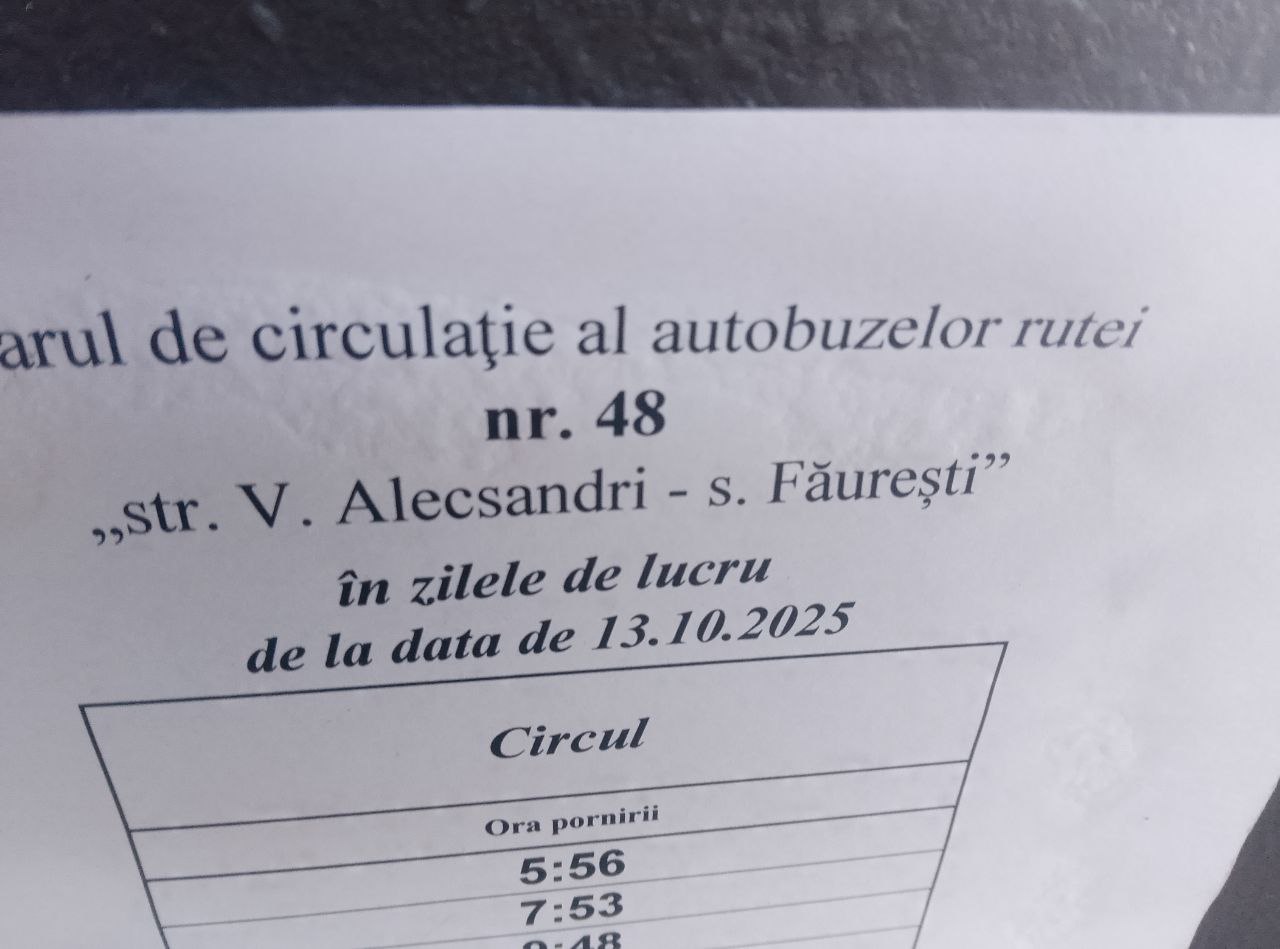 de circulaţie al autobuzelor rutei
nr. 48
„str. V. Alecsandri - s. Făurești”
în zilele de lucru
de la data de 13.10.2025
Circul
Ora pornirii
5:56
7:53